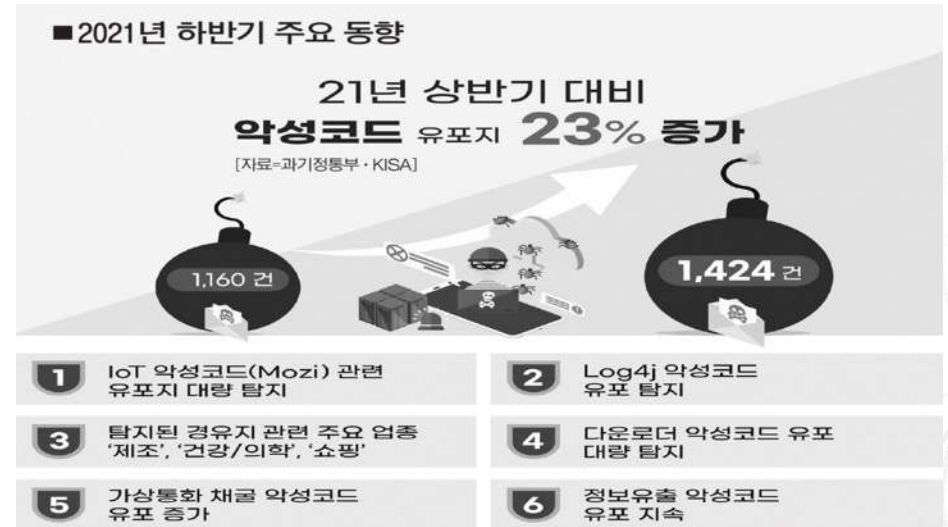 ■2021년 하반기 주요 동향
21년 상반기 대비
악성코드 유포지 23% 증가
[자료=과기정통부·KISA]
1,160 건
1,424 건
1 IoT 악성코드(Mozi) 관련
유포지 대량 탐지
2 Log4j 악성코드
유포 탐지
3 탐지된 경유지 관련 주요 업종
‘제조’, ‘건강/의학’, ‘쇼핑’
4 다운로더 악성코드 유포
대량 탐지
5 가상통화 채굴 악성코드
유포 증가
6 정보유출 악성코드
유포 지속